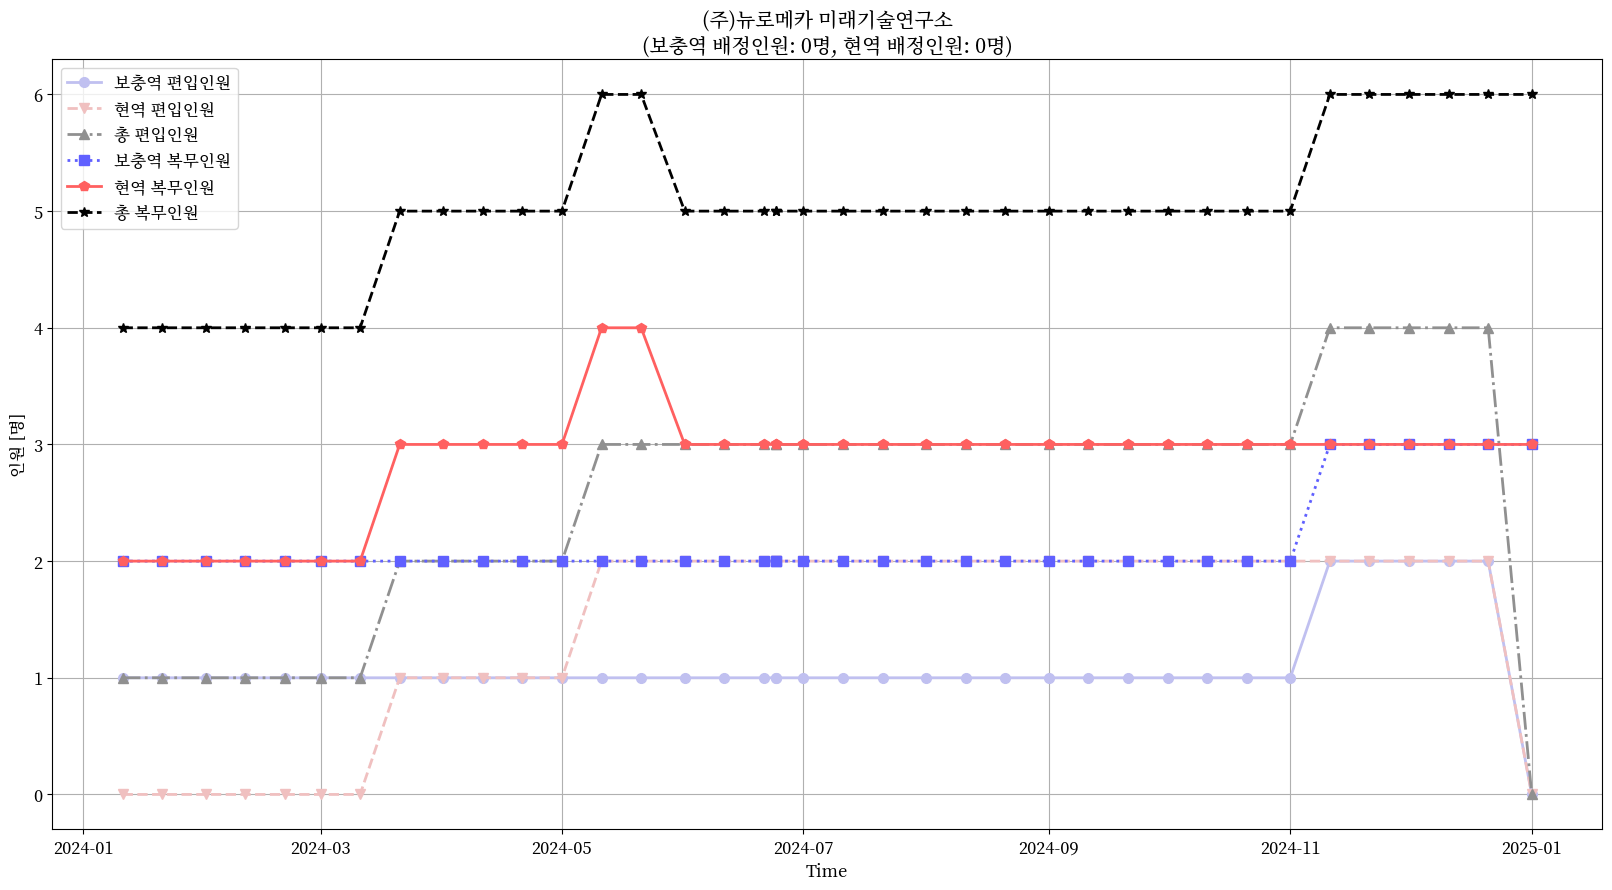 (주)뉴로메카 미래기술연구소
(보충역 배정인원: 0명, 현역 배정인원: 0명)
보충역 편입인원
현역 편입인원
총 편입인원
보충역 복무인원
현역 복무인원
총 복무인원
인원 [명]
6
5
4
3
2
1
0
2024-01
2024-03
2024-05
2024-07
2024-09
2024-11
2025-01
Time